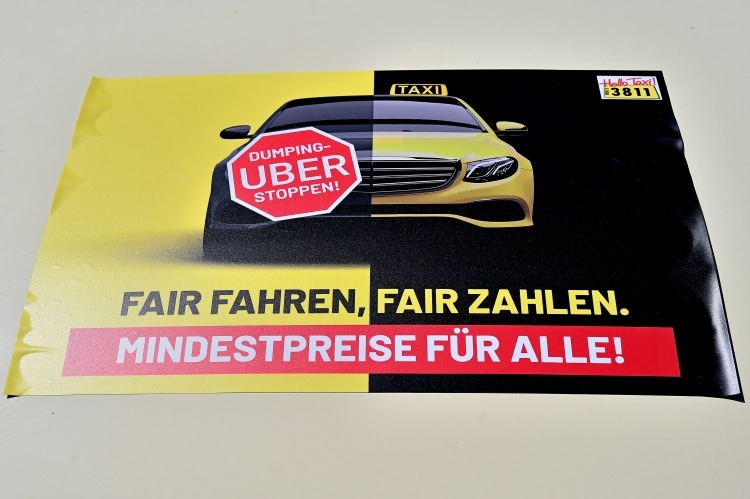 TAXI
Hallo Taxi!
3811
DUMPING-
UBER
STOPPEN!
FAIR FAHREN, FAIR ZAHLEN.
MINDESTPREISE FÜR ALLE!